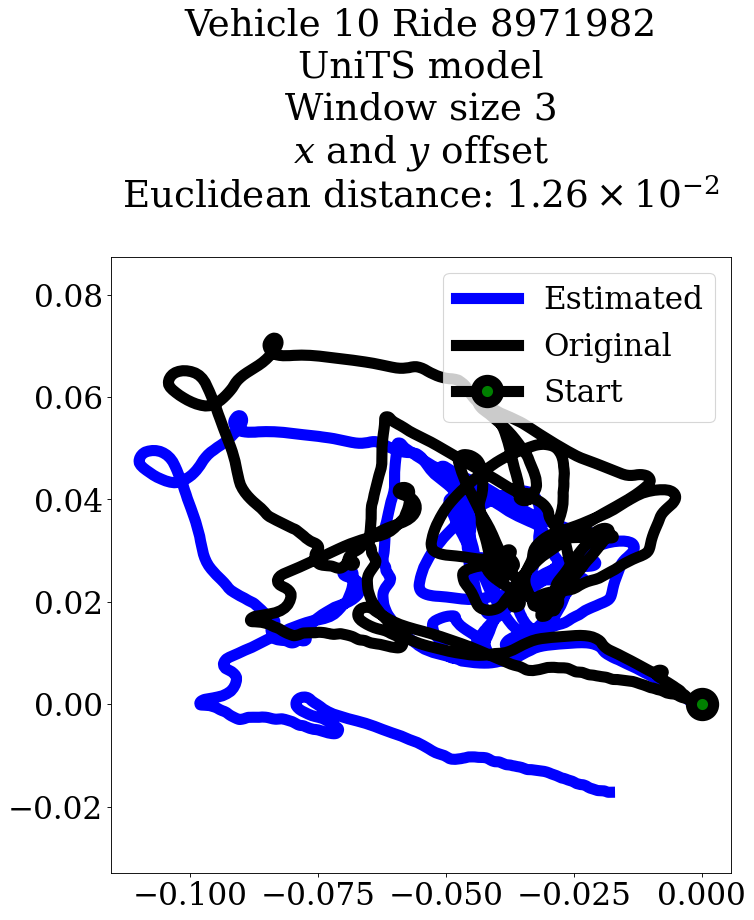 Vehicle 10 Ride 8971982
UniTS model
Window size 3
x and y offset
Euclidean distance: 1.26 × 10⁻²
Estimated
Original
Start
0.08
0.06
0.04
0.02
0.00
−0.02
−0.100 −0.075 −0.050 −0.025 0.000